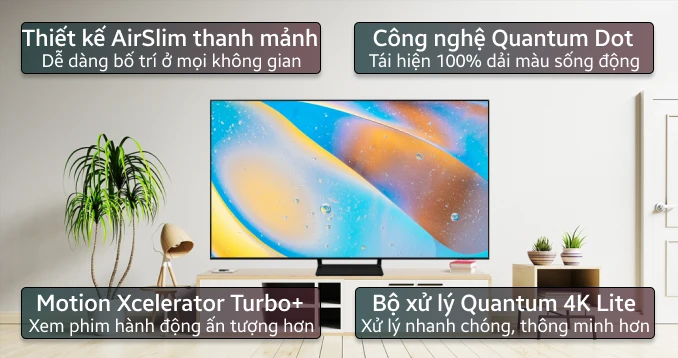 Thiết kế AirSlim thanh mảnh
Dễ dàng bố trí ở mọi không gian
Công nghệ Quantum Dot
Tái hiện 100% dải màu sống động
Motion Xcelerator Turbo+
Xem phim hành động ấn tượng hơn
Bộ xử lý Quantum 4K Lite
Xử lý nhanh chóng, thông minh hơn